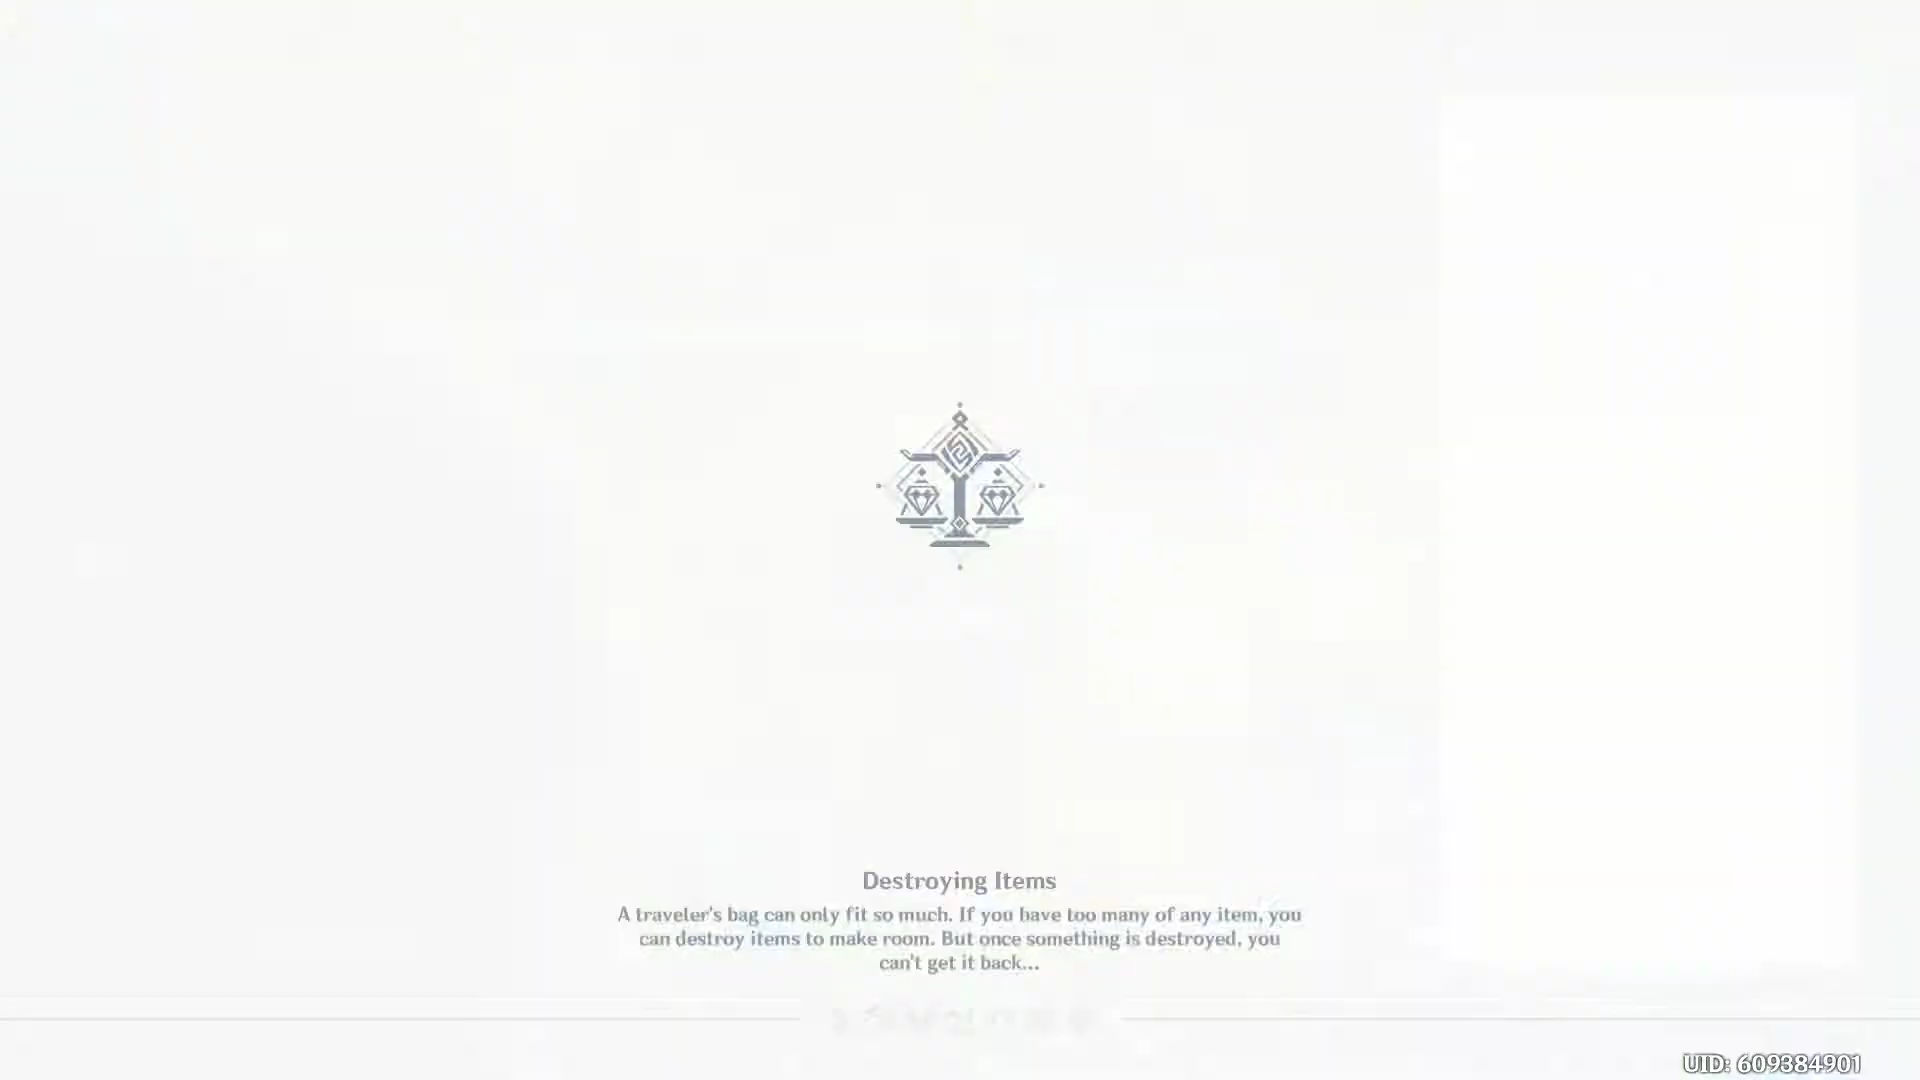 Destroying Items
A traveler's bag can only fit so much. If you have too many of any item, you
can destroy items to make room. But once something is destroyed, you
can't get it back...
UID: 609384901